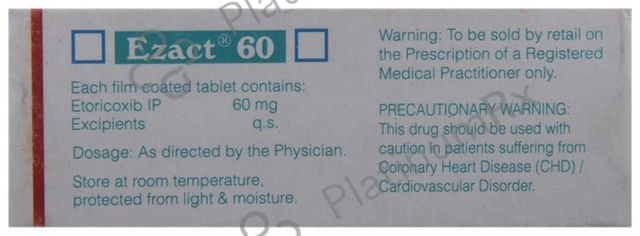 Ezact® 60
Each film coated tablet contains:
Etoricoxib IP 60 mg
Excipients q.s.
Dosage: As directed by the Physician.
Store at room temperature,
protected from light & moisture.
Warning: To be sold by retail on
the Prescription of a Registered
Medical Practitioner only.
PRECAUTIONARY WARNING:
This drug should be used with
caution in patients suffering from
Coronary Heart Disease (CHD) /
Cardiovascular Disorder.
PlatinumRx